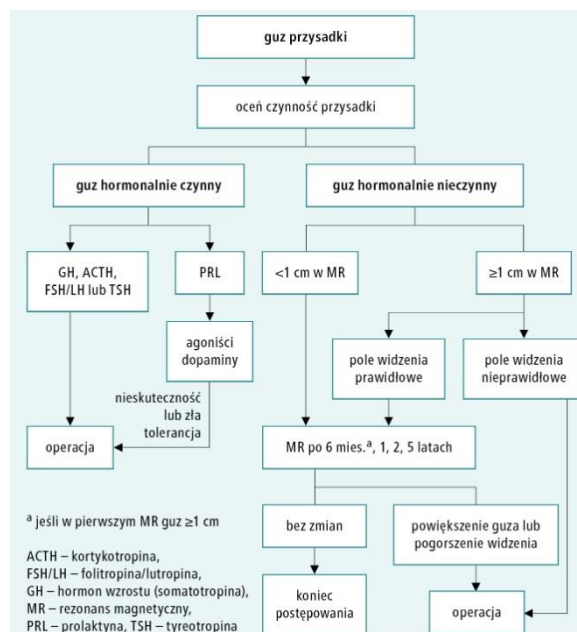 guz przysadki
oceń czynność przysadki
guz hormonalnie czynny
guz hormonalnie nieczynny
GH, ACTH,
FSH/LH lub TSH
PRL
<1 cm w MR
≥1 cm w MR
agoniści
dopaminy
pole widzenia
prawidłowe
pole widzenia
nieprawidłowe
nieskuteczność
lub zła
tolerancja
operacja
MR po 6 mies.ᵃ, 1, 2, 5 latach
bez zmian
powiększenie guza lub
pogorszenie widzenia
koniec
postępowania
operacja
ᵃ jeśli w pierwszym MR guz ≥1 cm
ACTH – kortykotropina,
FSH/LH – folitropina/lutropina,
GH – hormon wzrostu (somatotropina),
MR – rezonans magnetyczny,
PRL – prolaktyna, TSH – tyreotropina